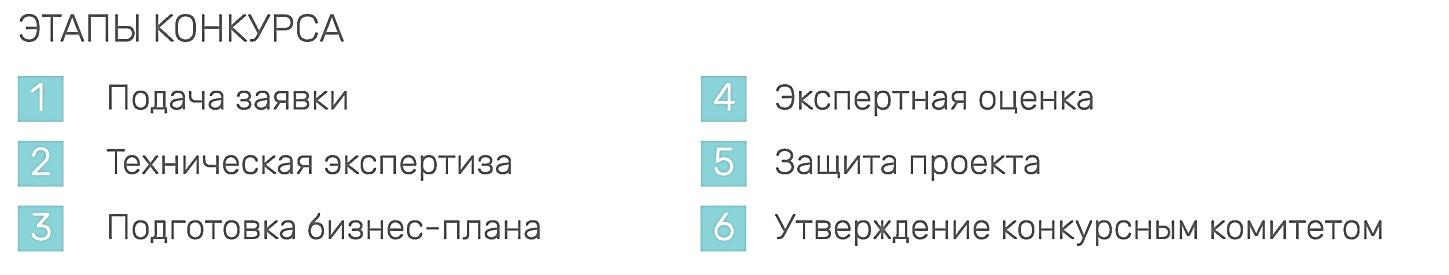 ЭТАПЫ КОНКУРСА
1 Подача заявки
2 Техническая экспертиза
3 Подготовка бизнес-плана
4 Экспертная оценка
5 Защита проекта
6 Утверждение конкурсным комитетом